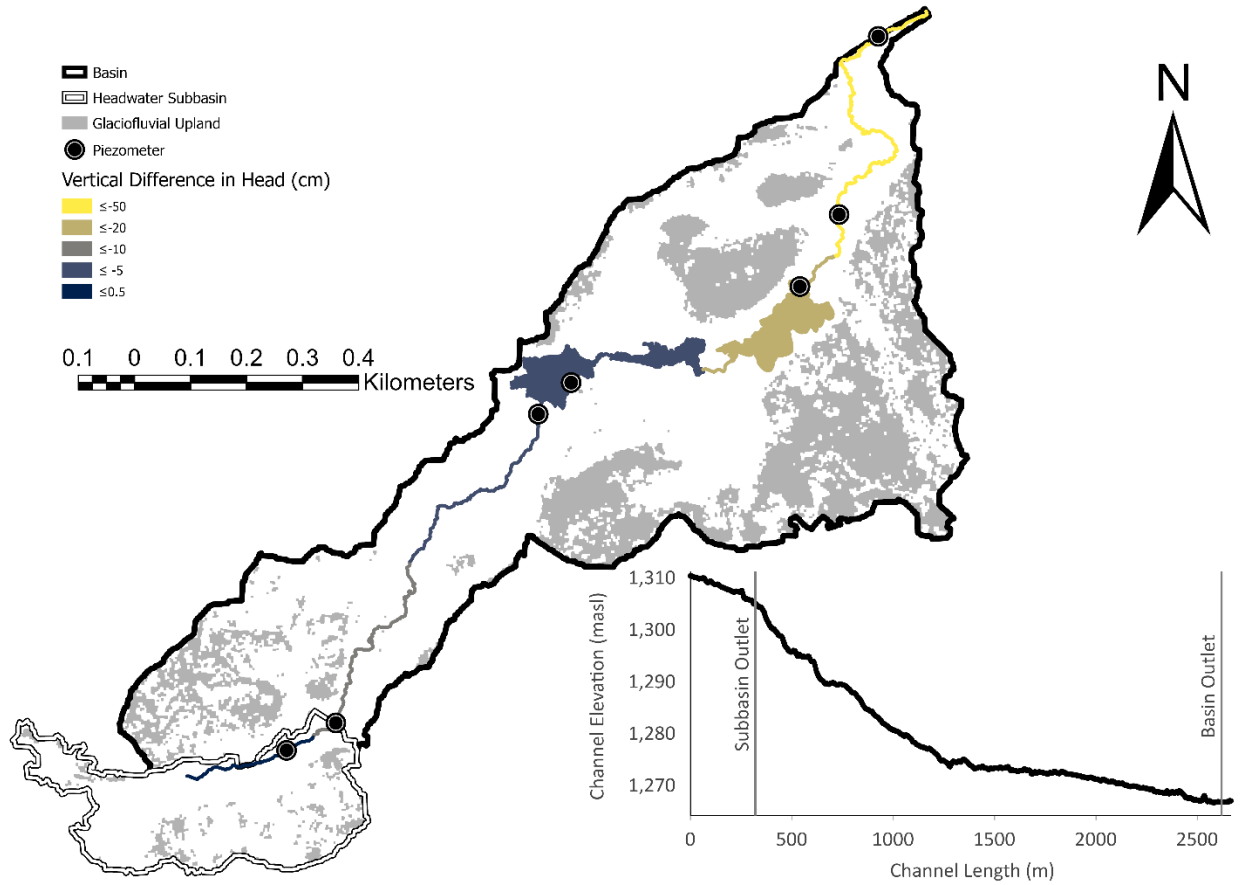 N
Basin
Headwater Subbasin
Glaciofluvial Upland
Piezometer
Vertical Difference in Head (cm)
≤-50
≤-20
≤-10
≤ -5
≤0.5
0.1 0 0.1 0.2 0.3 0.4
Kilometers
Channel Elevation (masl)
1,310
1,300
1,290
1,280
1,270
Subbasin Outlet
Basin Outlet
0 500 1000 1500 2000 2500
Channel Length (m)